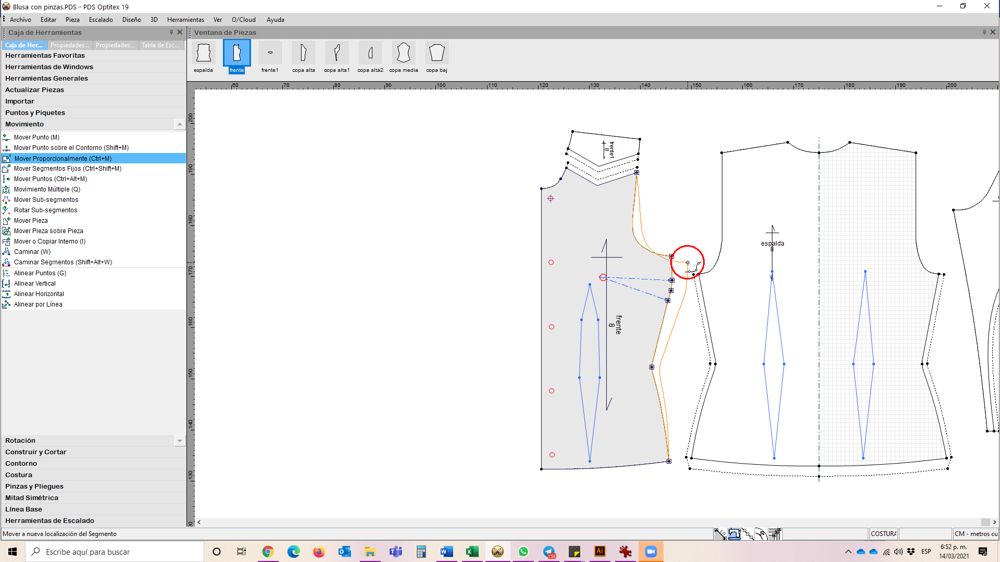 Blusa con pinzas.PDS - PDS Optitex 19
Archivo Editar Pieza Escalado Diseño 3D Herramientas Ver O/Cloud Ayuda
Caja de Herramientas
Ventana de Piezas
Caja de Her... Propiedades... Propiedades... Tabla de Esc...
Herramientas Favoritas
Herramientas de Windows
Herramientas Generales
Actualizar Piezas
Importar
Puntos y Piquetes
Movimiento
Mover Punto (M)
Mover Punto sobre el Contorno (Shift+M)
Mover Proporcionalmente (Ctrl+M)
Mover Segmentos Fijos (Ctrl+Shift+M)
Mover Puntos (Ctrl+Alt+M)
Movimiento Múltiple (Q)
Mover Sub-segmentos
Rotar Sub-segmentos
Mover Pieza
Mover Pieza sobre Pieza
Mover o Copiar Interno (I)
Caminar (W)
Caminar Segmentos (Shift+Alt+W)
Alinear Puntos (G)
Alinear Vertical
Alinear Horizontal
Alinear por Línea
Rotación
Construir y Cortar
Contorno
Costura
Pinzas y Pliegues
Mitad Simétrica
Línea Base
Herramientas de Escalado
espalda frente frente1 copa alta copa alta1 copa alta2 copa media copa baj
60 70 80 90 100 110 120 130 140 150 160 170 180 190 200
200
190
180
170
160
150
140
130
frente1
8
frente
8
espalda
8
Mover a nueva localización del Segmento
COSTURA
CM - metros cu
Escribe aquí para buscar
156
Ai
ESP
6:52 p. m.
14/03/2021